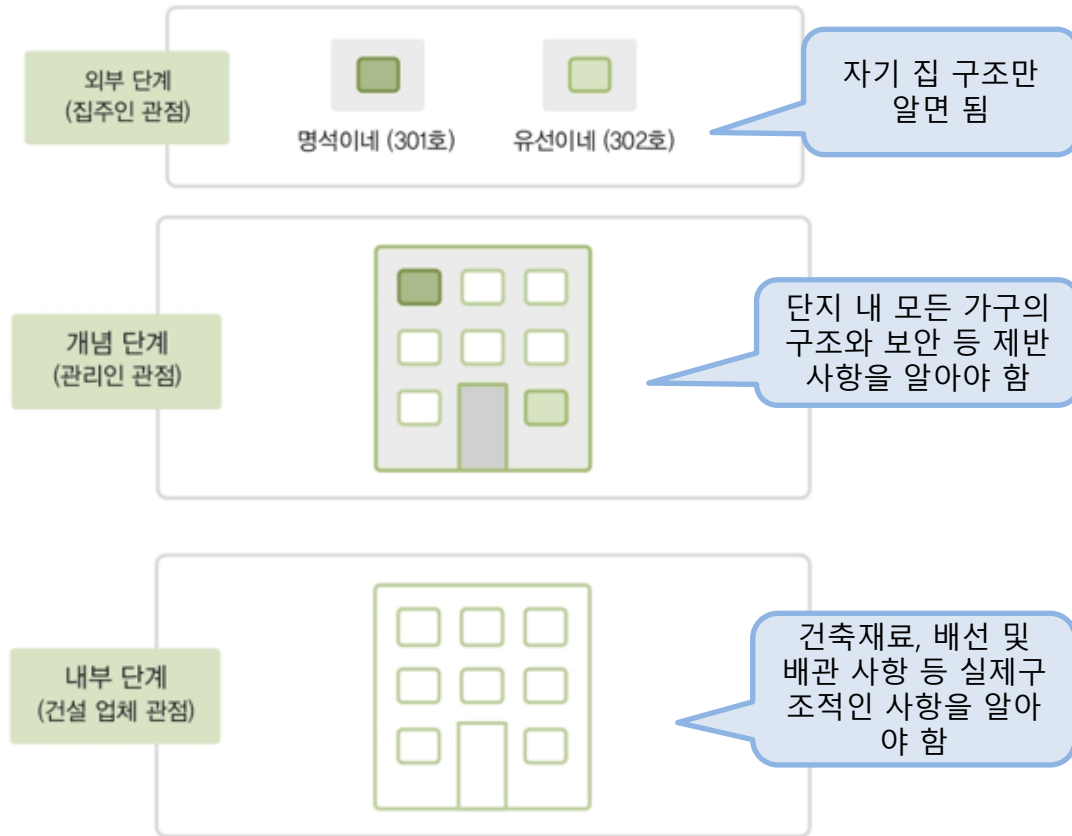 외부 단계
(집주인 관점)
명석이네 (301호)
유선이네 (302호)
자기 집 구조만
알면 됨
개념 단계
(관리인 관점)
단지 내 모든 가구의
구조와 보안 등 제반
사항을 알아야 함
내부 단계
(건설 업체 관점)
건축재료, 배선 및
배관 사항 등 실제구
조적인 사항을 알아
야 함